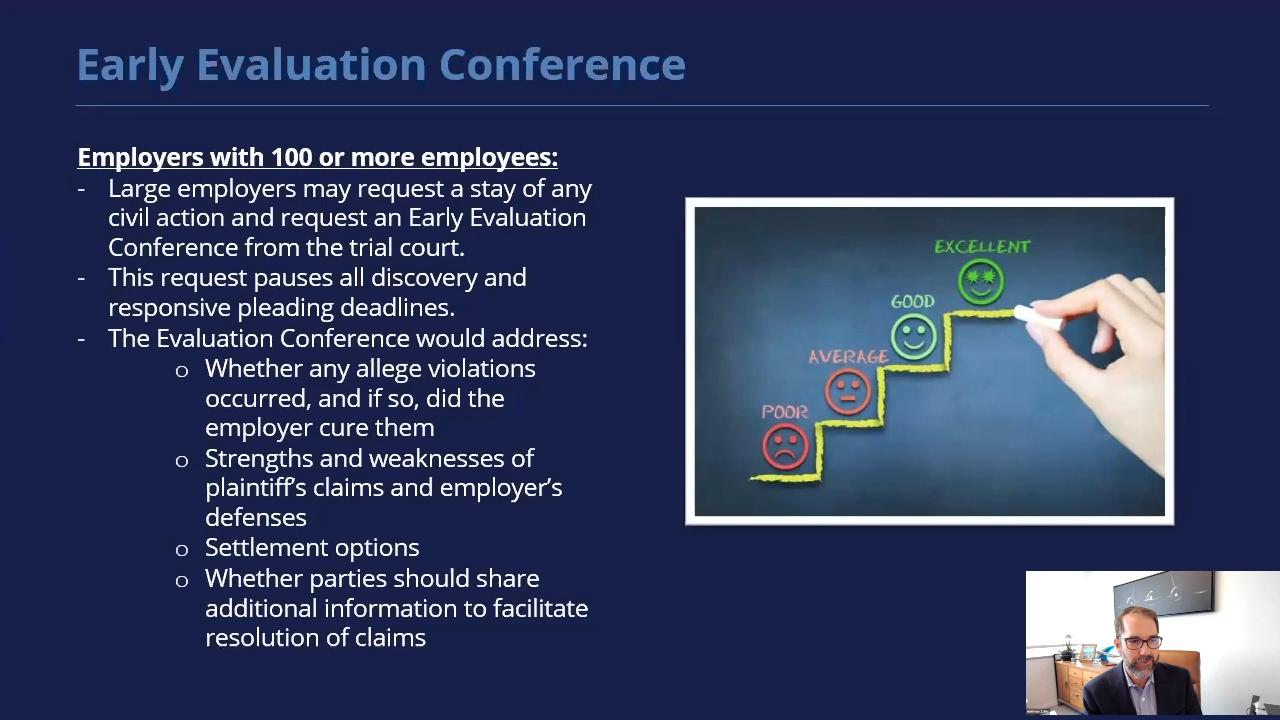 Early Evaluation Conference
Employers with 100 or more employees:
- Large employers may request a stay of any
civil action and request an Early Evaluation
Conference from the trial court.
- This request pauses all discovery and
responsive pleading deadlines.
- The Evaluation Conference would address:
o Whether any allege violations
occurred, and if so, did the
employer cure them
o Strengths and weaknesses of
plaintiff's claims and employer's
defenses
o Settlement options
o Whether parties should share
additional information to facilitate
resolution of claims
EXCELLENT
GOOD
AVERAGE
POOR